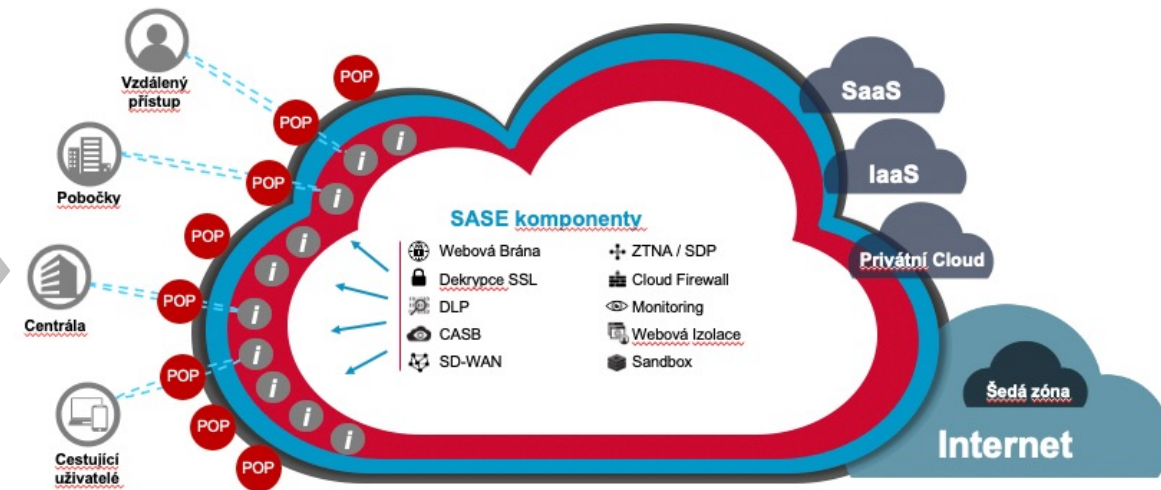 Vzdálený
přístup
Pobočky
Centrála
Cestující
uživatelé
POP
POP
POP
POP
POP
POP
POP
POP
i
i
i
i
i
i
i
i
i
i
SASE komponenty
Webová Brána
Dekrypce SSL
DLP
CASB
SD-WAN
ZTNA / SDP
Cloud Firewall
Monitoring
Webová Izolace
Sandbox
SaaS
IaaS
Privátní Cloud
Šedá zóna
Internet